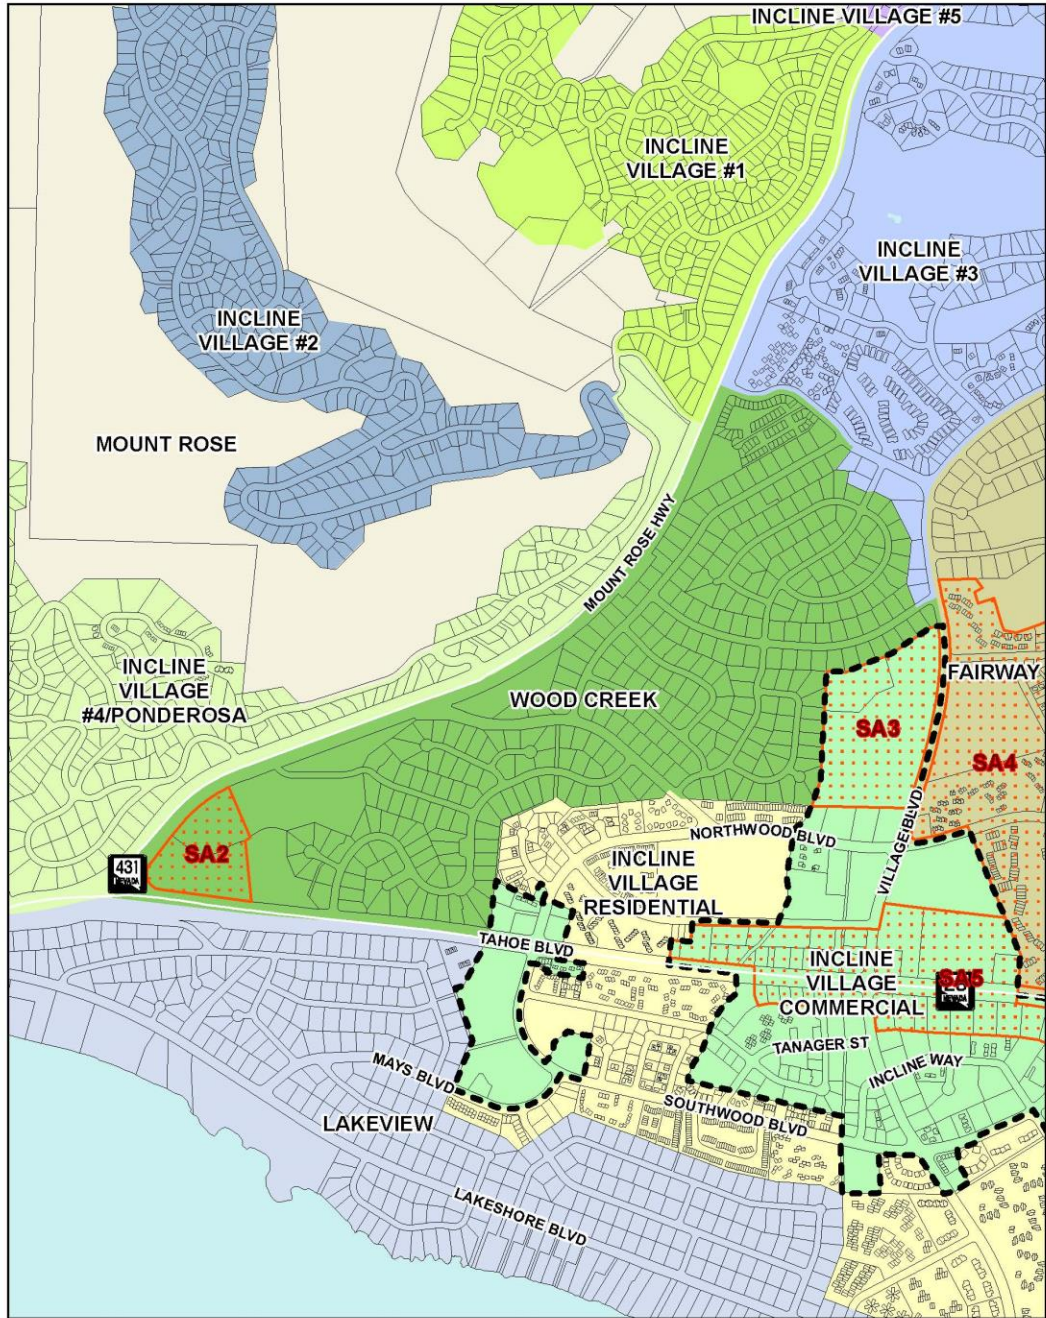 INCLINE VILLAGE #5
INCLINE
VILLAGE #1
INCLINE
VILLAGE #3
INCLINE
VILLAGE #2
MOUNT ROSE
MOUNT ROSE HWY
INCLINE
VILLAGE
#4/PONDEROSA
WOOD CREEK
FAIRWAY
SA3
SA4
VILLAGE BLVD
NORTHWOOD BLVD
SA2
431
NEVADA
INCLINE
VILLAGE
RESIDENTIAL
TAHOE BLVD
INCLINE
VILLAGE
COMMERCIAL
SA5
NEVADA
TANAGER ST
INCLINE WAY
MAYS BLVD
SOUTHWOOD BLVD
LAKEVIEW
LAKESHORE BLVD